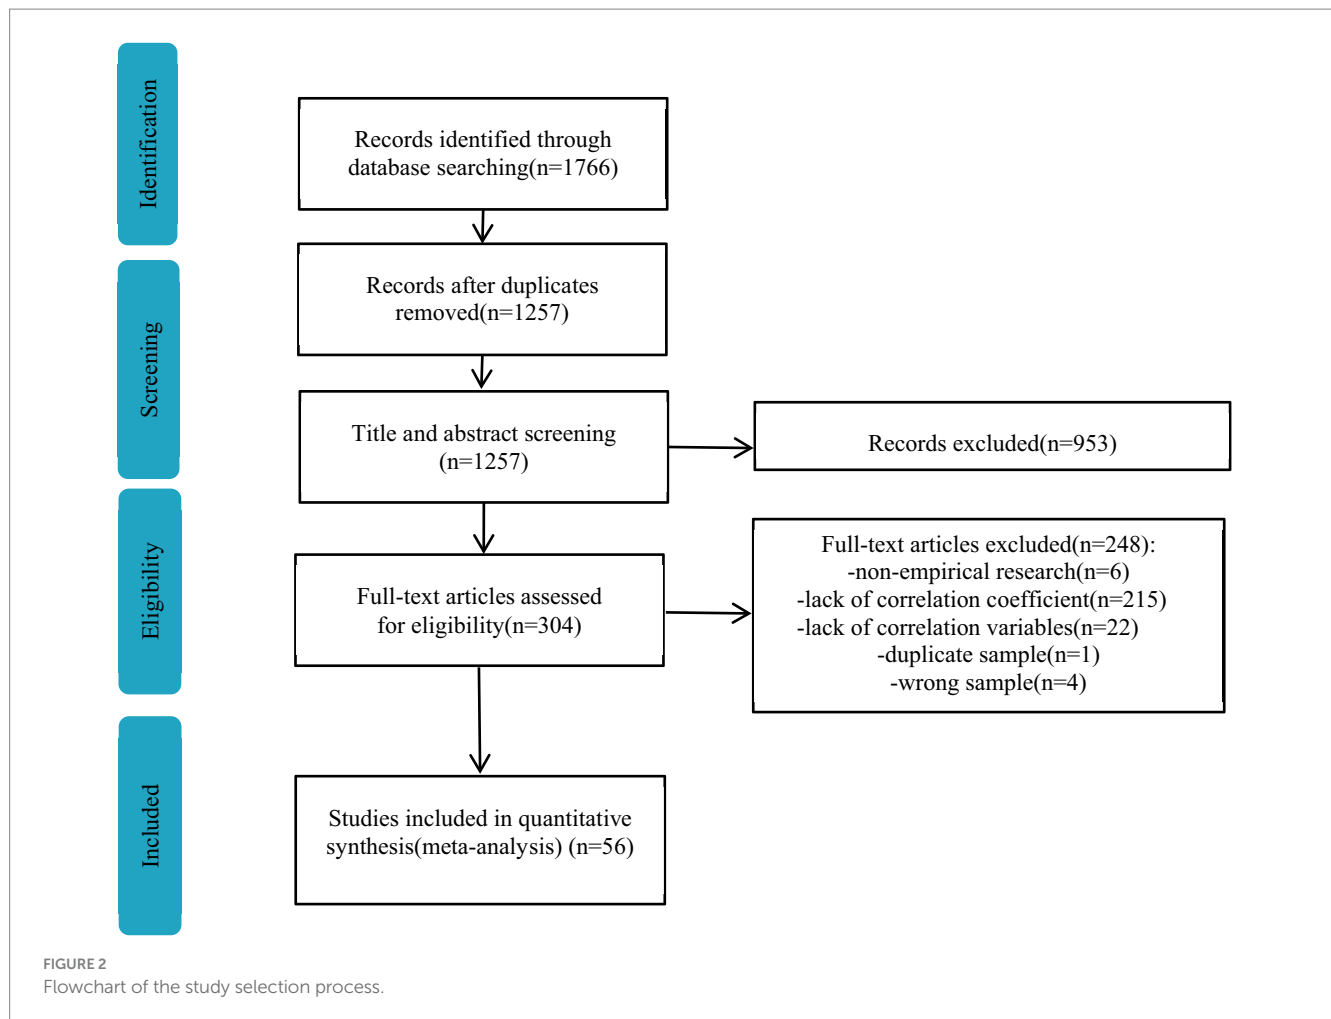 Identification
Records identified through
database searching(n=1766)
Screening
Records after duplicates
removed(n=1257)
Title and abstract screening
(n=1257)
Records excluded(n=953)
Eligibility
Full-text articles assessed
for eligibility(n=304)
Full-text articles excluded(n=248):
-non-empirical research(n=6)
-lack of correlation coefficient(n=215)
-lack of correlation variables(n=22)
-duplicate sample(n=1)
-wrong sample(n=4)
Included
Studies included in quantitative
synthesis(meta-analysis) (n=56)
FIGURE 2
Flowchart of the study selection process.